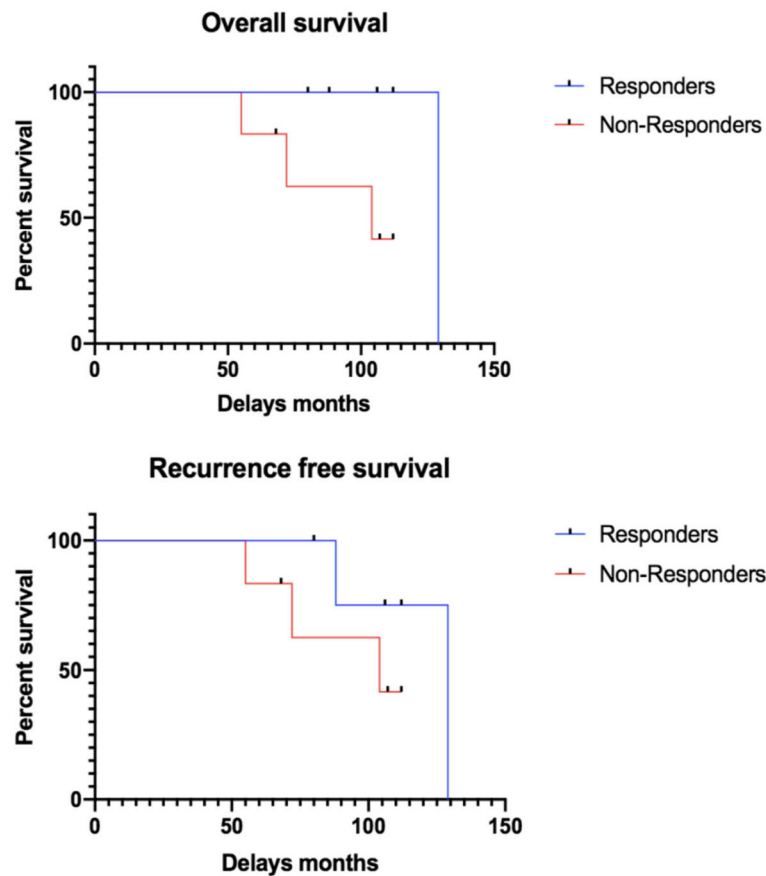 Overall survival
Responders
Non-Responders
Percent survival
100
50
0
0 50 100 150
Delays months
Recurrence free survival
Responders
Non-Responders
Percent survival
100
50
0
0 50 100 150
Delays months